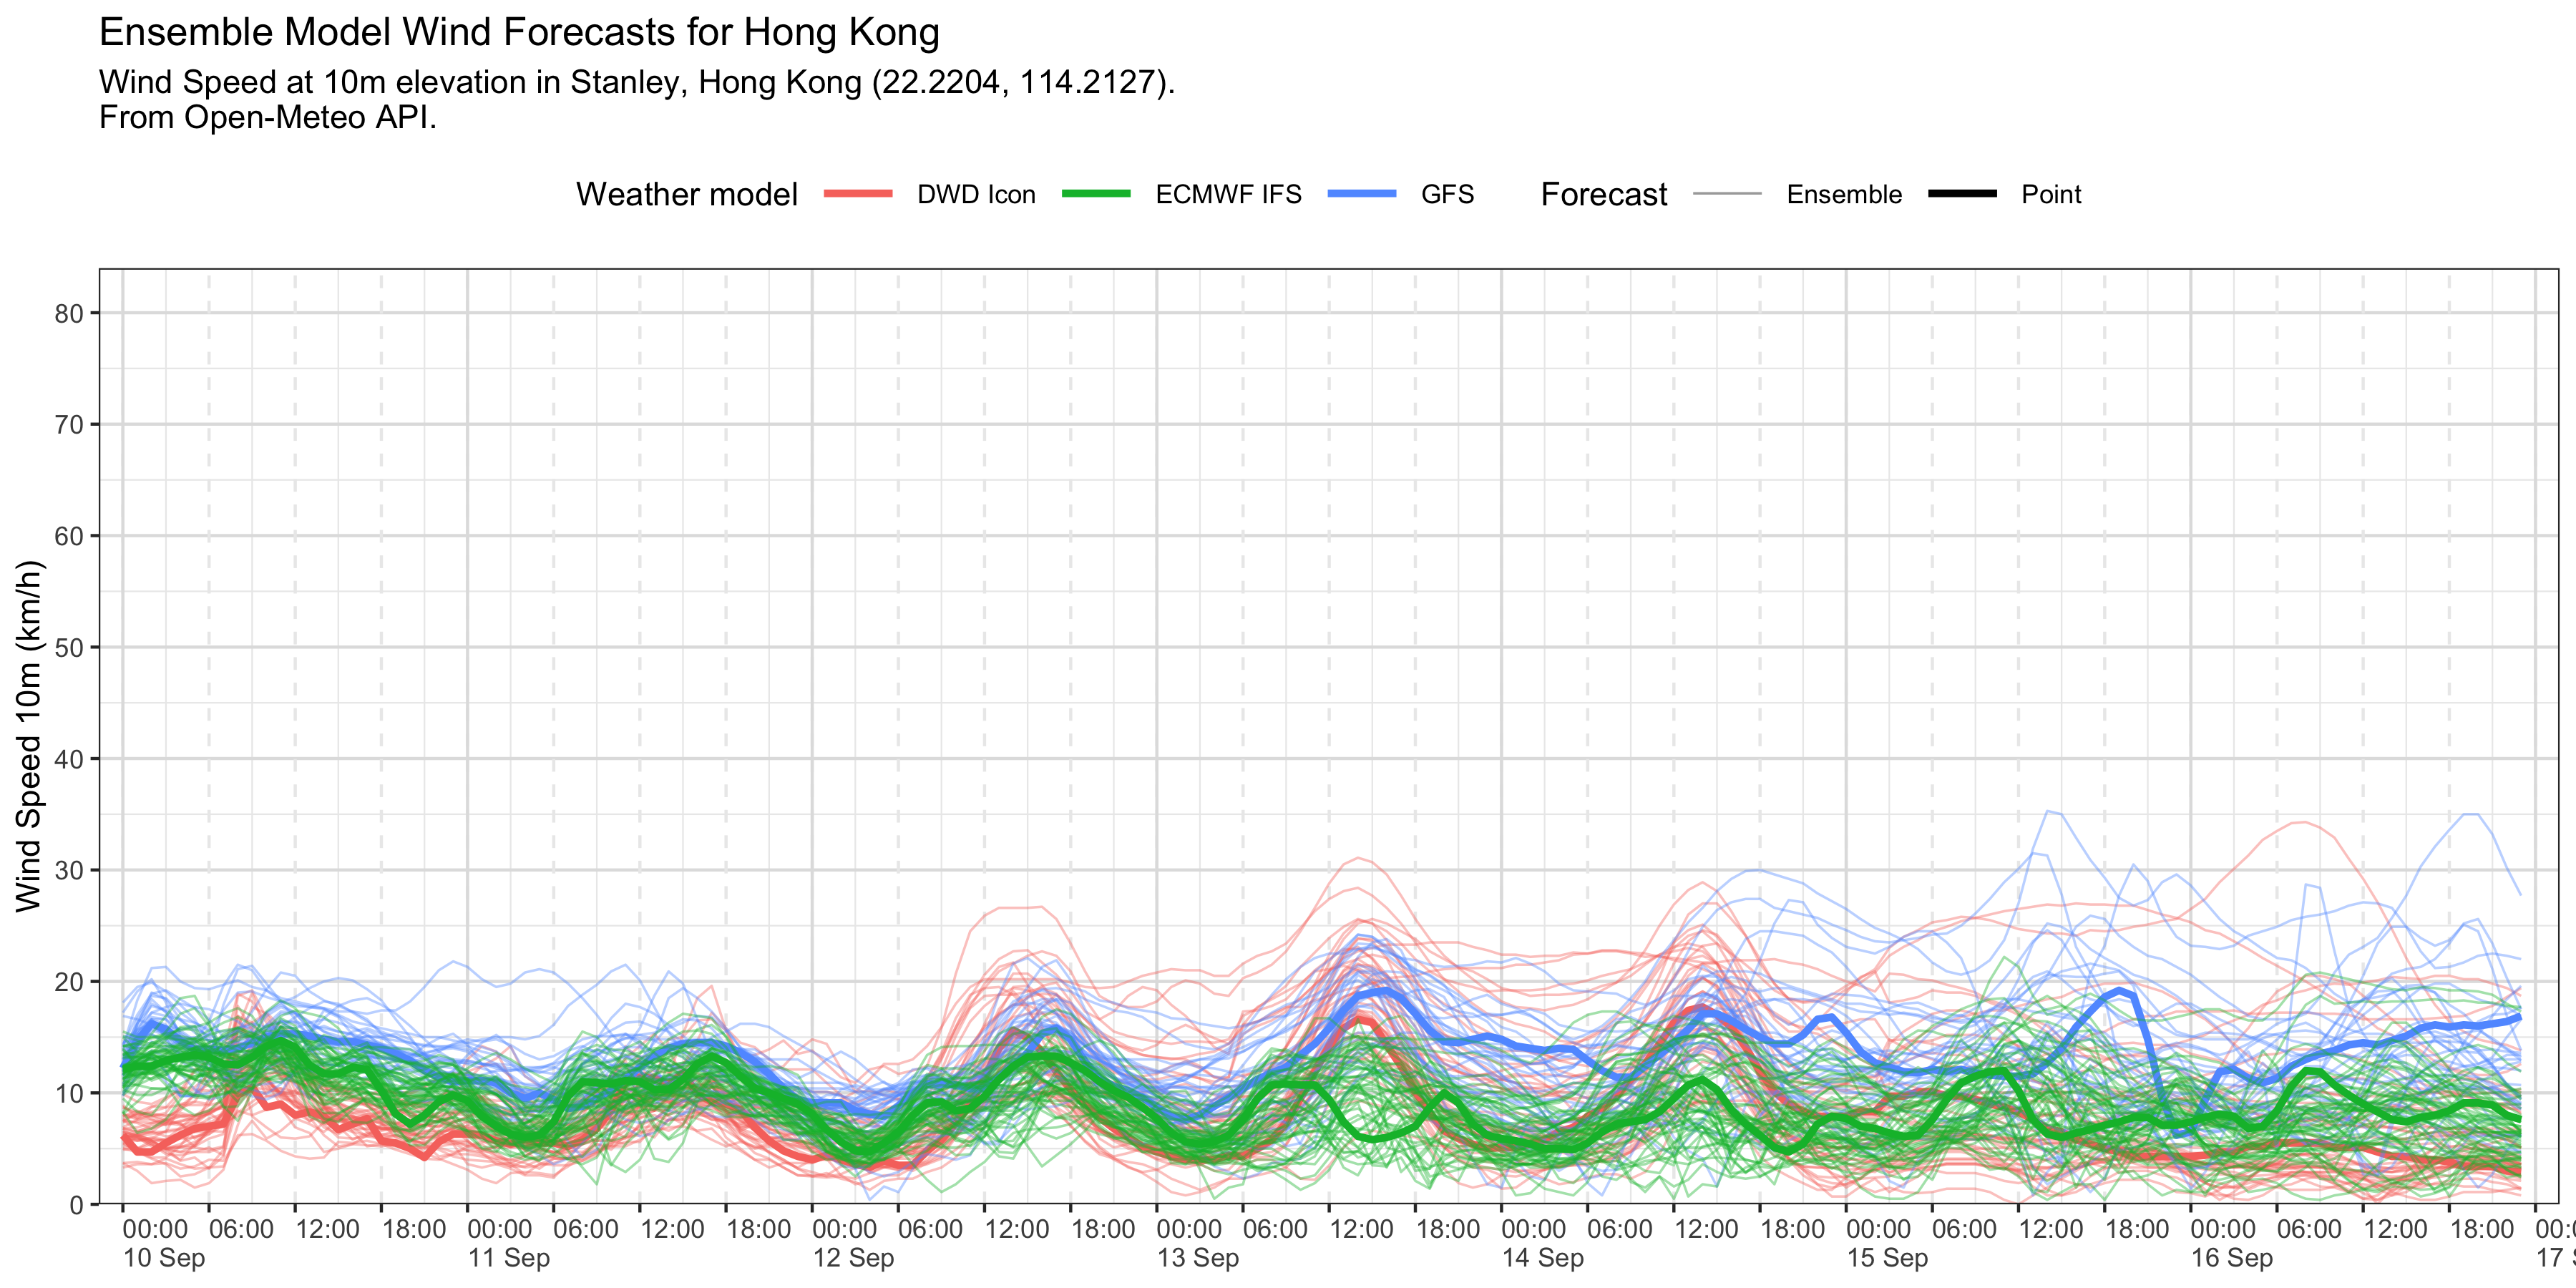 Ensemble Model Wind Forecasts for Hong Kong
Wind Speed at 10m elevation in Stanley, Hong Kong (22.2204, 114.2127).
From Open-Meteo API.
Weather model DWD Icon ECMWF IFS GFS Forecast Ensemble Point
Wind Speed 10m (km/h)
80
70
60
50
40
30
20
10
0
00:00 06:00 12:00 18:00 00:00 06:00 12:00 18:00 00:00 06:00 12:00 18:00 00:00 06:00 12:00 18:00 00:00 06:00 12:00 18:00 00:00 06:00 12:00 18:00 00:00 06:00 12:00 18:00
10 Sep 11 Sep 12 Sep 13 Sep 14 Sep 15 Sep 16 Sep 17